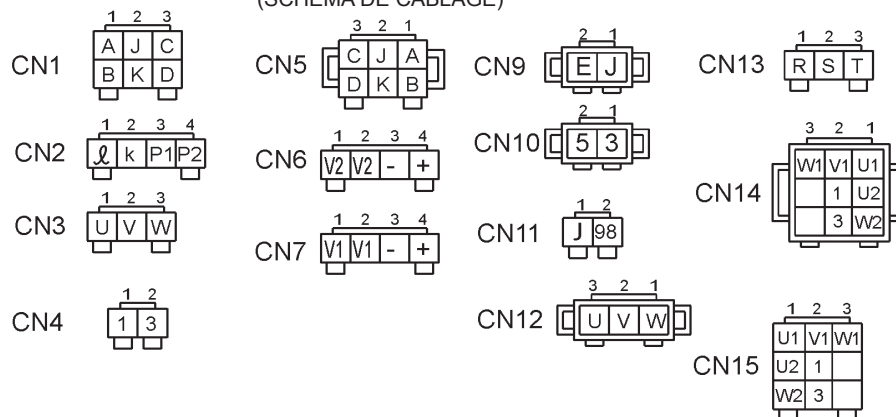 (SCHEMA DE CABLAGE)
CN1
1 2 3
A J C
B K D
CN2
1 2 3 4
ℓ k P1 P2
CN3
1 2 3
U V W
CN4
1 2
1 3
CN5
3 2 1
C J A
D K B
CN6
1 2 3 4
V2 V2 - +
CN7
1 2 3 4
V1 V1 - +
CN9
2 1
E J
CN10
2 1
5 3
CN11
1 2
J 98
CN12
3 2 1
U V W
CN13
1 2 3
R S T
CN14
3 2 1
W1 V1 U1
1 U2
3 W2
CN15
1 2 3
U1 V1 W1
U2 1
W2 3